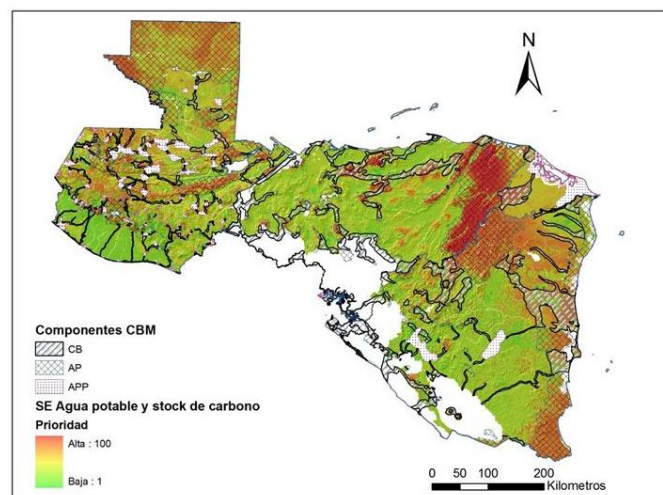 N
Componentes CBM
CB
AP
APP
SE Agua potable y stock de carbono
Prioridad
Alta : 100
Baja : 1
0 50 100 200
Kilometros